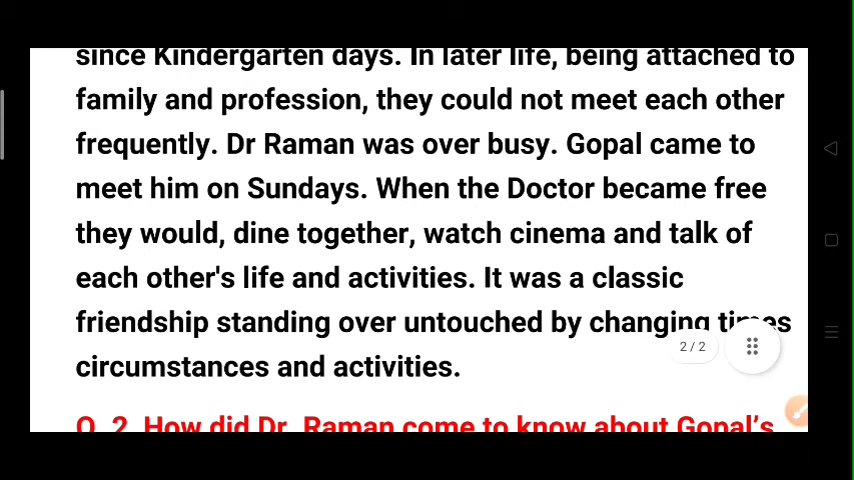 since Kindergarten days. In later life, being attached to
family and profession, they could not meet each other
frequently. Dr Raman was over busy. Gopal came to
meet him on Sundays. When the Doctor became free
they would, dine together, watch cinema and talk of
each other's life and activities. It was a classic
friendship standing over untouched by changing times
circumstances and activities.
2 / 2
Q. 2. How did Dr. Raman come to know about Gopal's